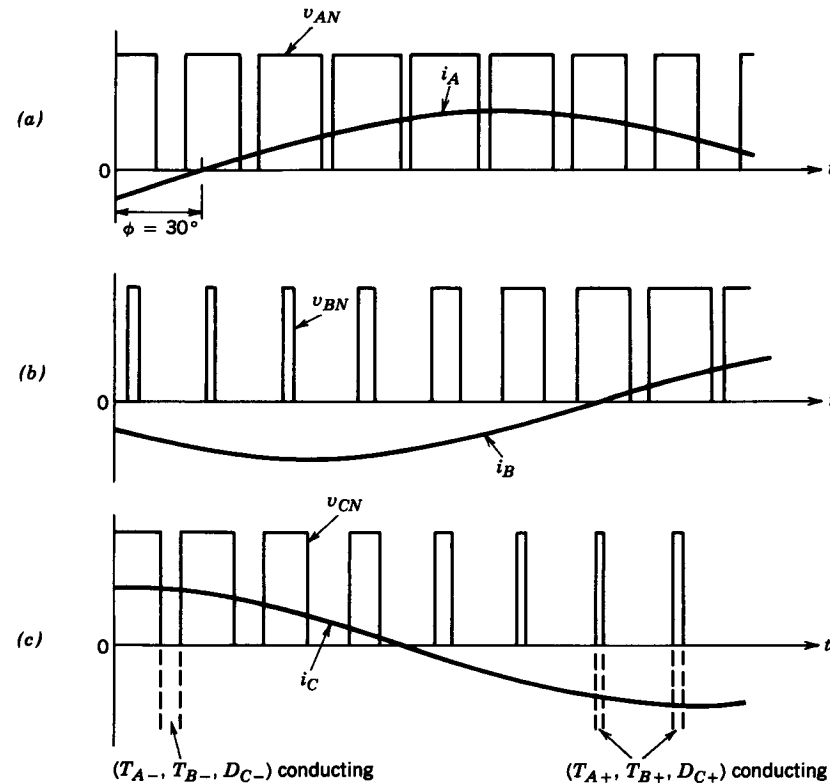 v_AN
i_A
(a)
0
t
ϕ = 30°
v_BN
(b)
0
t
i_B
v_CN
(c)
0
t
i_C
(T_A−, T_B−, D_C−) conducting
(T_A+, T_B+, D_C+) conducting